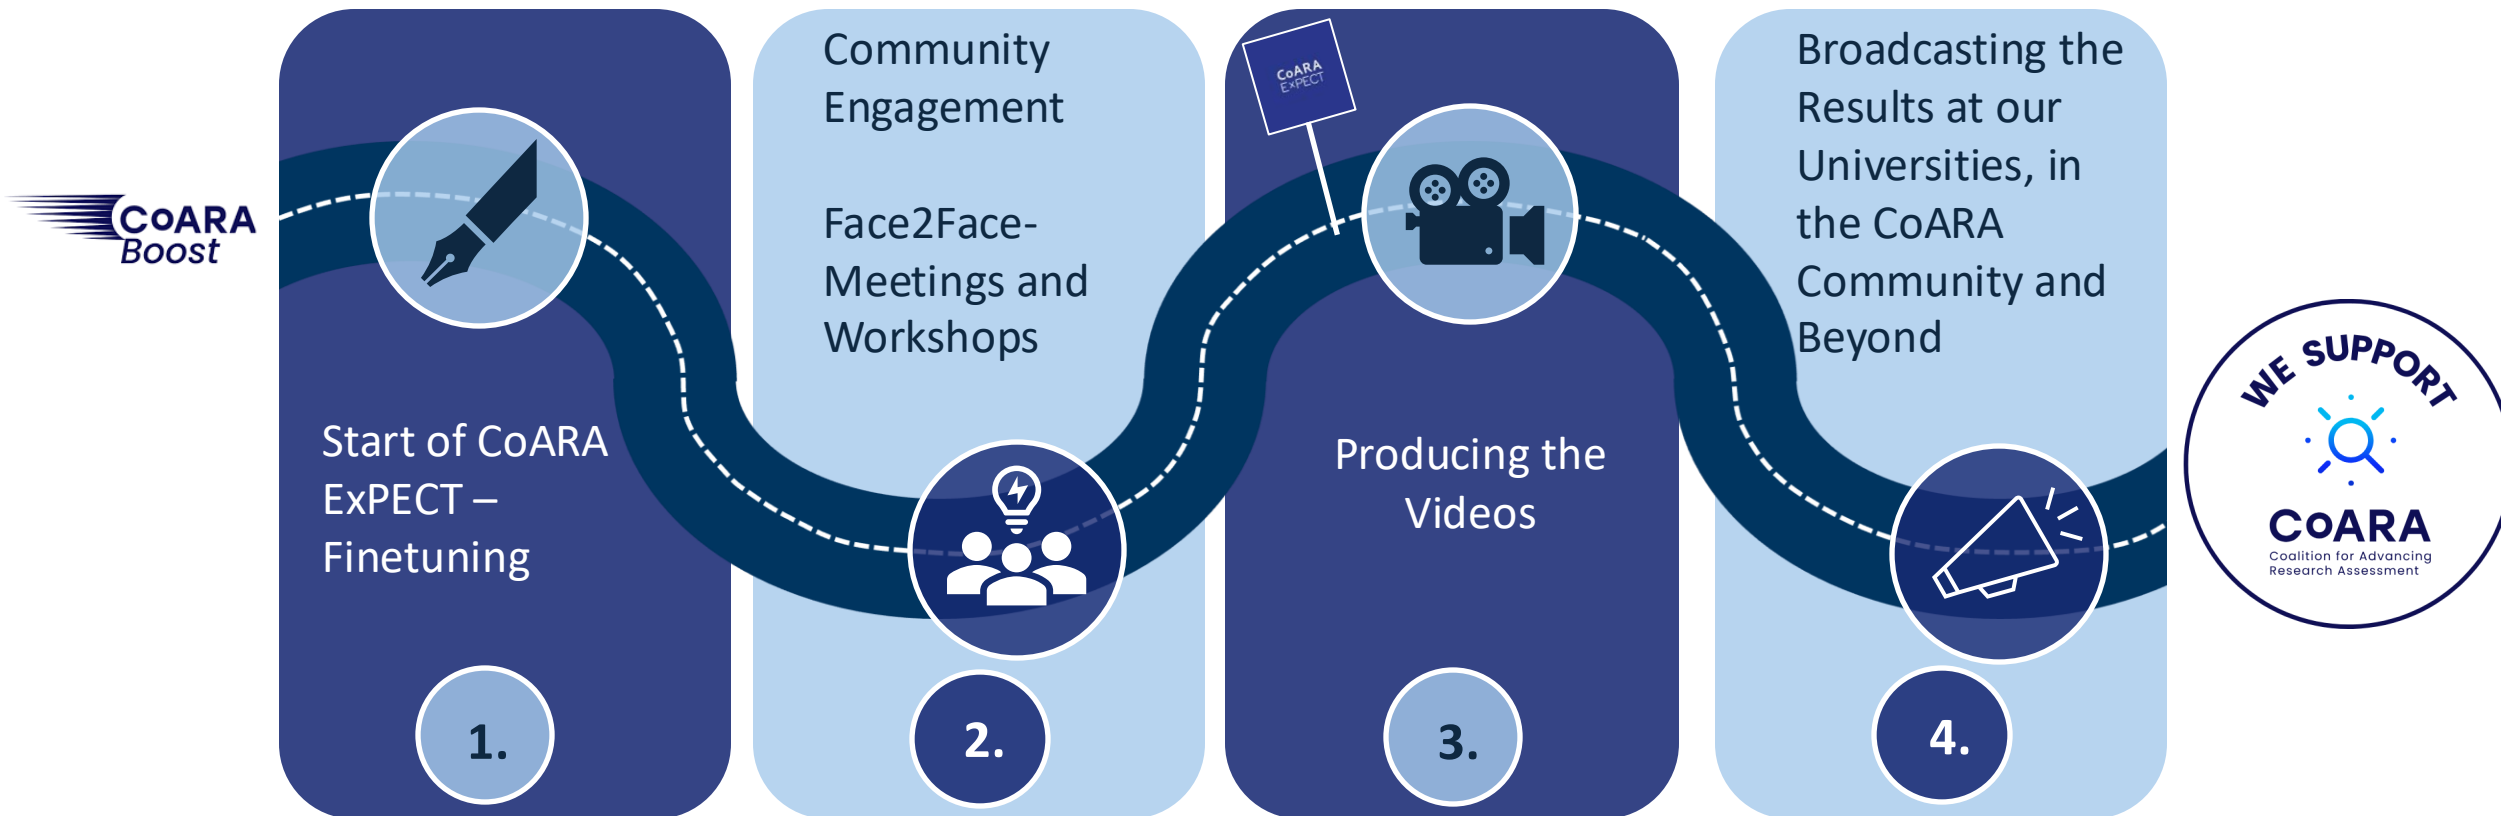 CoARA
Boost
Start of CoARA
ExPECT –
Finetuning
1.
Community
Engagement
Face2Face-
Meetings and
Workshops
2.
CoARA
ExPECT
Producing the
Videos
3.
Broadcasting the
Results at our
Universities, in
the CoARA
Community and
Beyond
4.
WE SUPPORT
CoARA
Coalition for Advancing
Research Assessment